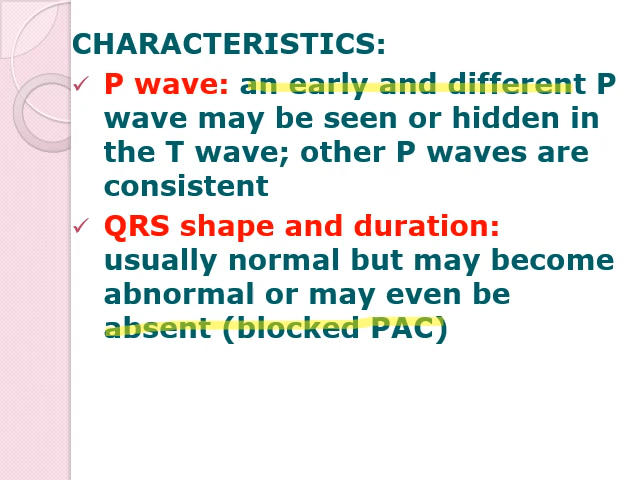 CHARACTERISTICS:
✓ P wave: an early and different P
wave may be seen or hidden in
the T wave; other P waves are
consistent
✓ QRS shape and duration:
usually normal but may become
abnormal or may even be
absent (blocked PAC)